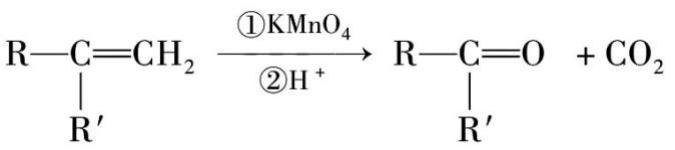 ①KMnO₄
R—C═CH₂ ⟶ R—C═O + CO₂
②H⁺
R′ R′